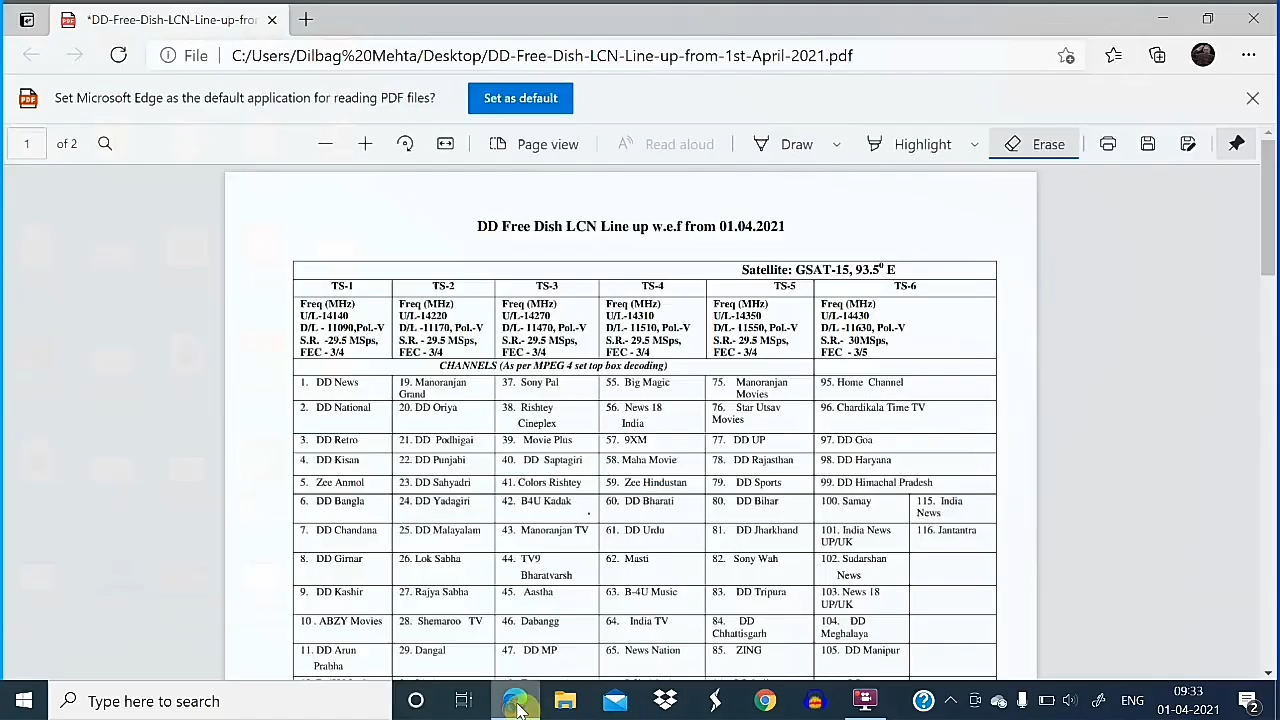 *DD-Free-Dish-LCN-Line-up-fro
File
C:/Users/Dilbag%20Mehta/Desktop/DD-Free-Dish-LCN-Line-up-from-1st-April-2021.pdf
PDF
Set Microsoft Edge as the default application for reading PDF files?
Set as default
1
of 2
Page view
Read aloud
Draw
Highlight
Erase
DD Free Dish LCN Line up w.e.f from 01.04.2021
Satellite: GSAT-15, 93.5⁰ E
TS-1 TS-2 TS-3 TS-4 TS-5 TS-6
Freq (MHz) Freq (MHz) Freq (MHz) Freq (MHz) Freq (MHz) Freq (MHz)
U/L-14140 U/L-14220 U/L-14270 U/L-14310 U/L-14350 U/L-14430
D/L - 11090,Pol.-V D/L -11170, Pol.-V D/L - 11470, Pol.-V D/L - 11510, Pol.-V D/L - 11550, Pol.-V D/L - 11630, Pol.-V
S.R. -29.5 MSps, S.R. - 29.5 MSps, S.R. - 29.5 MSps, S.R. - 29.5 MSps, S.R. - 29.5 MSps, S.R. - 30MSps,
FEC - 3/4 FEC - 3/4 FEC - 3/4 FEC - 3/4 FEC - 3/4 FEC - 3/5
CHANNELS (As per MPEG 4 set top box decoding)
1. DD News 19. Manoranjan 37. Sony Pal 55. Big Magic 75. Manoranjan 95. Home Channel
Grand Movies
2. DD National 20. DD Oriya 38. Rishtey 56. News 18 76. Star Utsav 96. Chardikala Time TV
Cineplex India Movies
3. DD Retro 21. DD Podhigai 39. Movie Plus 57. 9XM 77. DD UP 97. DD Goa
4. DD Kisan 22. DD Punjabi 40. DD Saptagiri 58. Maha Movie 78. DD Rajasthan 98. DD Haryana
5. Zee Anmol 23. DD Sahyadri 41. Colors Rishtey 59. Zee Hindustan 79. DD Sports 99. DD Himachal Pradesh
6. DD Bangla 24. DD Yadagiri 42. B4U Kadak 60. DD Bharati 80. DD Bihar 100. Samay 115. India
News
7. DD Chandana 25. DD Malayalam 43. Manoranjan TV 61. DD Urdu 81. DD Jharkhand 101. India News 116. Jantantra
UP/UK
8. DD Girnar 26. Lok Sabha 44. TV9 62. Masti 82. Sony Wah 102. Sudarshan
Bharatvarsh News
9. DD Kashir 27. Rajya Sabha 45. Aastha 63. B-4U Music 83. DD Tripura 103. News 18
UP/UK
10 . ABZY Movies 28. Shemaroo TV 46. Dabangg 64. India TV 84. DD 104. DD
Chhattisgarh Meghalaya
11. DD Arun 29. Dangal 47. DD MP 65. News Nation 85. ZING 105. DD Manipur
Prabha
Type here to search
ENG
09:33
01-04-2021
2